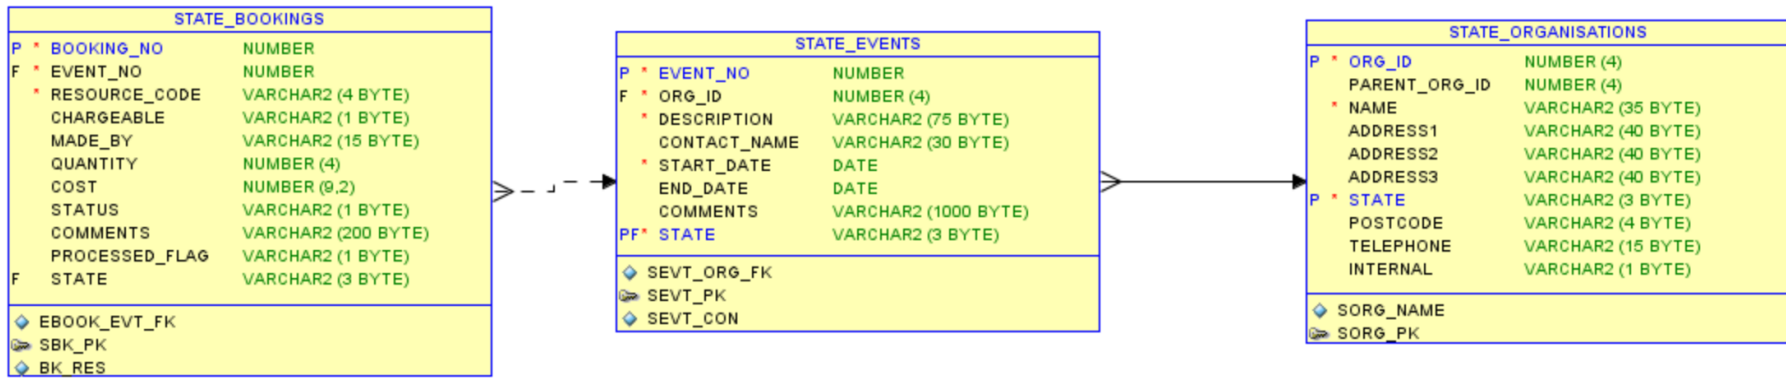 STATE_BOOKINGS
P * BOOKING_NO NUMBER
F * EVENT_NO NUMBER
* RESOURCE_CODE VARCHAR2 (4 BYTE)
CHARGEABLE VARCHAR2 (1 BYTE)
MADE_BY VARCHAR2 (15 BYTE)
QUANTITY NUMBER (4)
COST NUMBER (9,2)
STATUS VARCHAR2 (1 BYTE)
COMMENTS VARCHAR2 (200 BYTE)
PROCESSED_FLAG VARCHAR2 (1 BYTE)
F STATE VARCHAR2 (3 BYTE)
EBOOK_EVT_FK
SBK_PK
BK_RES
STATE_EVENTS
P * EVENT_NO NUMBER
F * ORG_ID NUMBER (4)
* DESCRIPTION VARCHAR2 (75 BYTE)
CONTACT_NAME VARCHAR2 (30 BYTE)
* START_DATE DATE
END_DATE DATE
COMMENTS VARCHAR2 (1000 BYTE)
PF* STATE VARCHAR2 (3 BYTE)
SEVT_ORG_FK
SEVT_PK
SEVT_CON
STATE_ORGANISATIONS
P * ORG_ID NUMBER (4)
PARENT_ORG_ID NUMBER (4)
* NAME VARCHAR2 (35 BYTE)
ADDRESS1 VARCHAR2 (40 BYTE)
ADDRESS2 VARCHAR2 (40 BYTE)
ADDRESS3 VARCHAR2 (40 BYTE)
P * STATE VARCHAR2 (3 BYTE)
POSTCODE VARCHAR2 (4 BYTE)
TELEPHONE VARCHAR2 (15 BYTE)
INTERNAL VARCHAR2 (1 BYTE)
SORG_NAME
SORG_PK